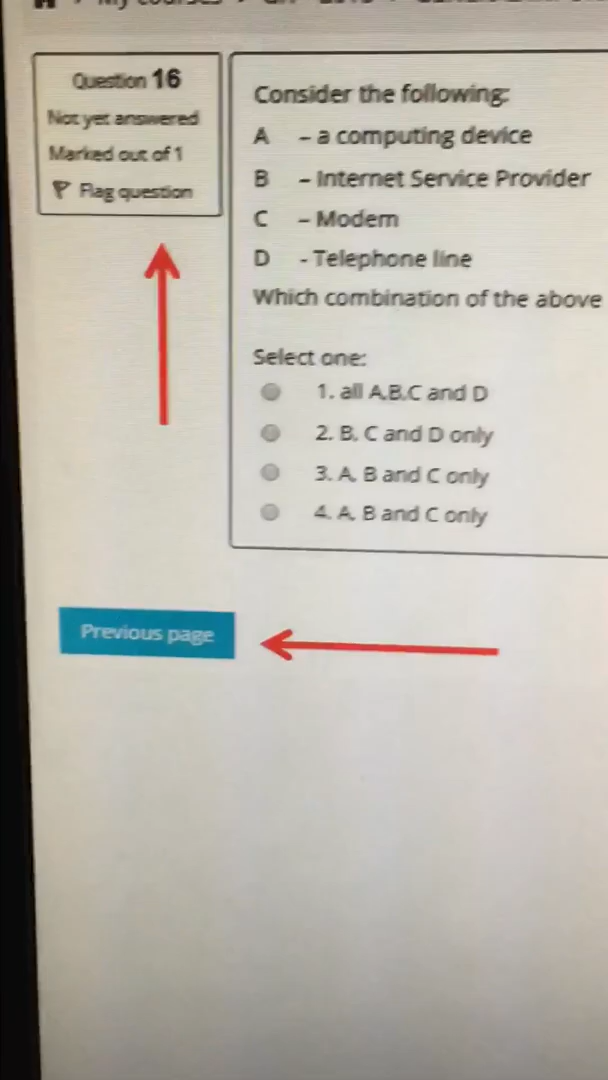 Question 16
Not yet answered
Marked out of 1
Flag question
Consider the following:
A - a computing device
B - Internet Service Provider
C - Modem
D - Telephone line
Which combination of the above
Select one:
1. all A,B,C and D
2. B, C and D only
3. A, B and C only
4. A, B and C only
Previous page